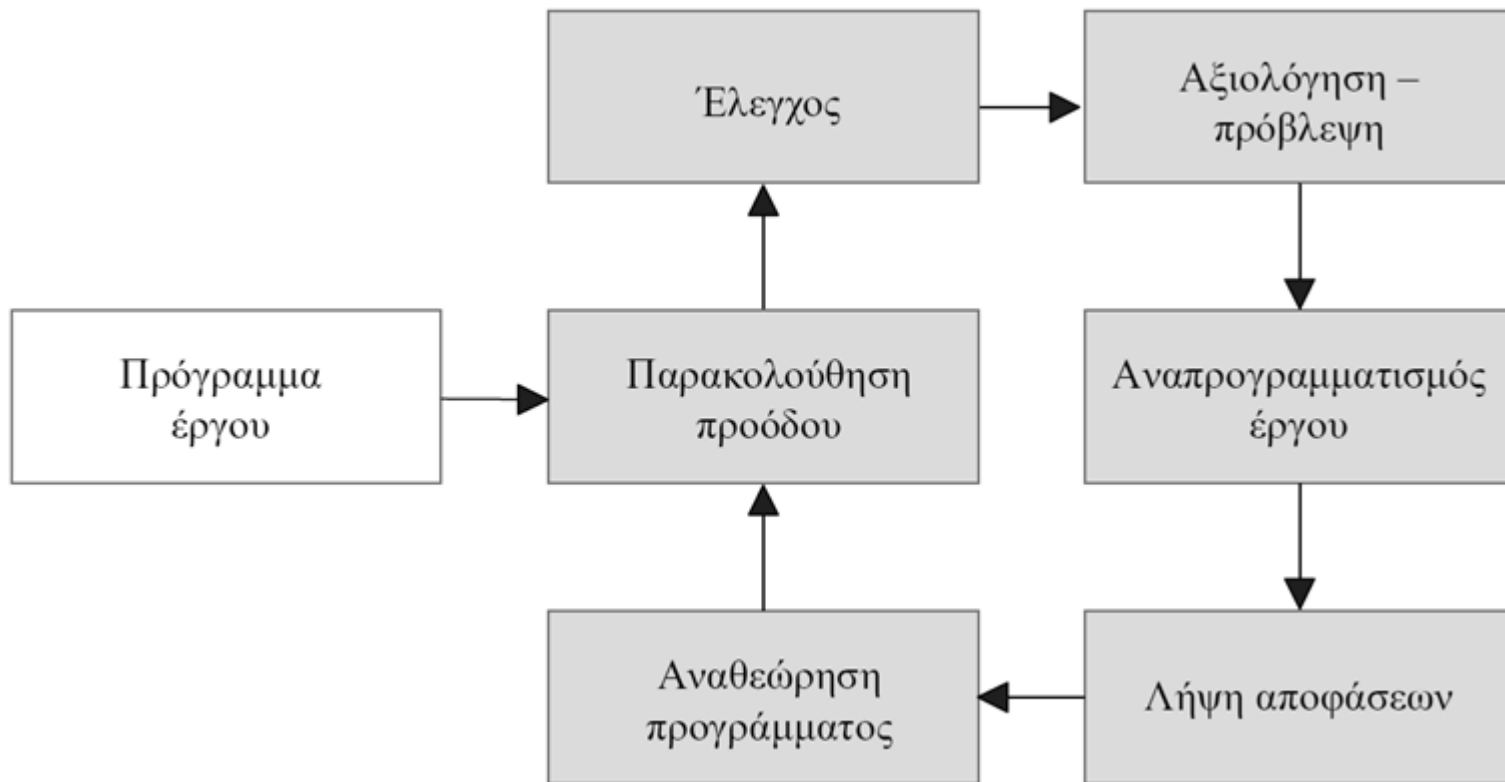 Έλεγχος
Αξιολόγηση –
πρόβλεψη
Πρόγραμμα
έργου
Παρακολούθηση
προόδου
Αναπρογραμματισμός
έργου
Αναθεώρηση
προγράμματος
Λήψη αποφάσεων